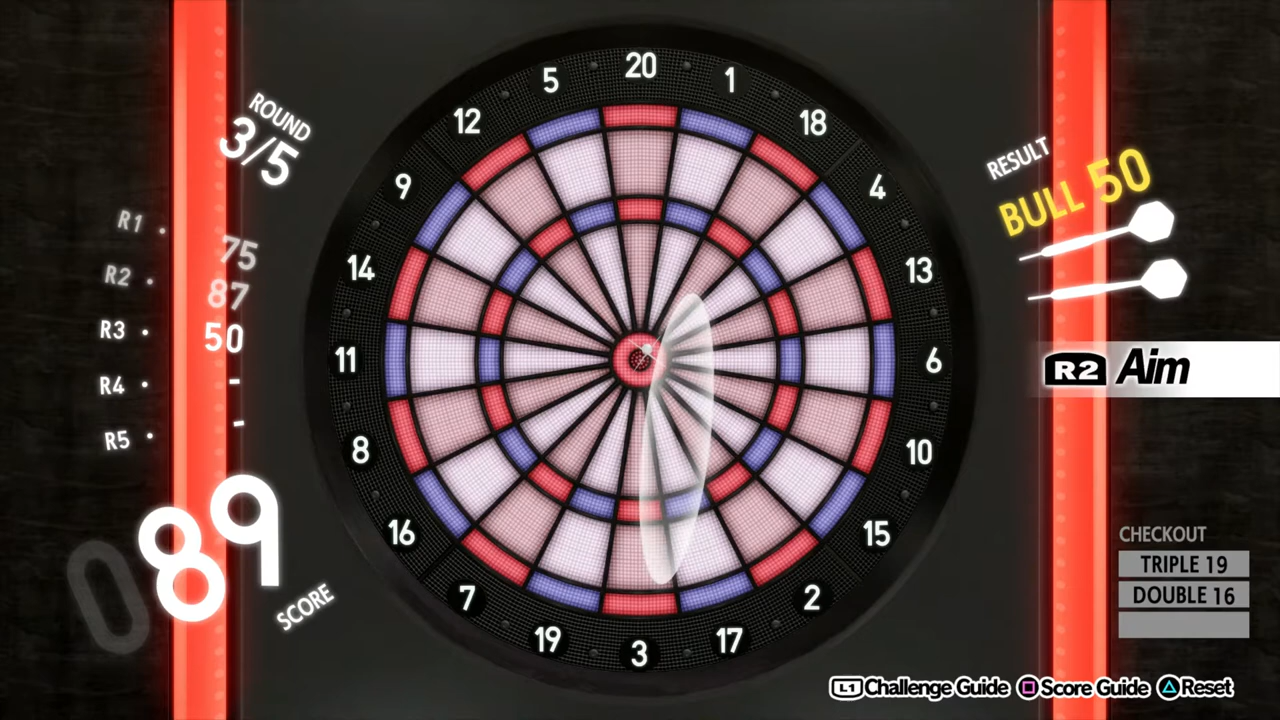 ROUND
3/5
R1 75
R2 87
R3 50
R4 -
R5 -
089
SCORE
20
1
18
4
13
6
10
15
2
17
3
19
7
16
8
11
14
9
12
5
RESULT
BULL 50
R2 Aim
CHECKOUT
TRIPLE 19
DOUBLE 16
L1 Challenge Guide Score Guide Reset